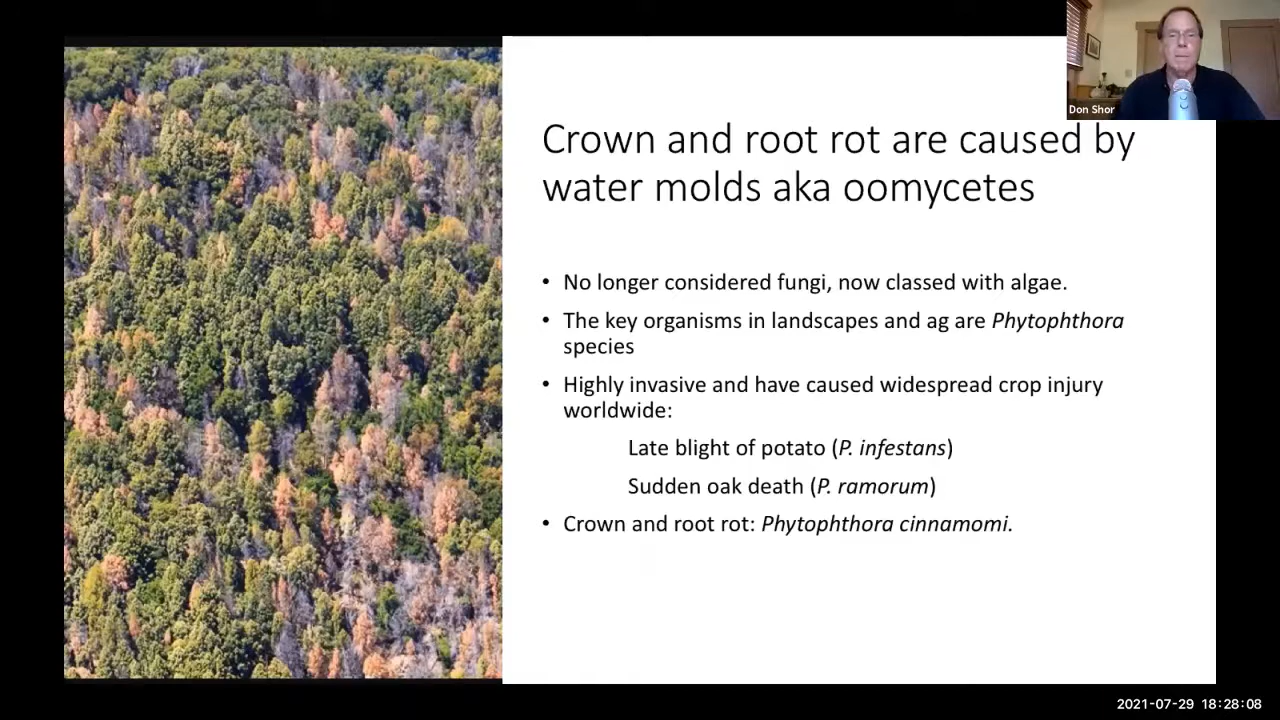 Don Shor
Crown and root rot are caused by
water molds aka oomycetes
• No longer considered fungi, now classed with algae.
• The key organisms in landscapes and ag are Phytophthora
species
• Highly invasive and have caused widespread crop injury
worldwide:
Late blight of potato (P. infestans)
Sudden oak death (P. ramorum)
• Crown and root rot: Phytophthora cinnamomi.
2021-07-29 18:28:08